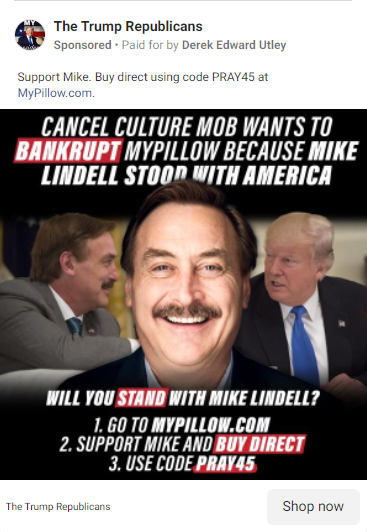 MY
The Trump Republicans
Sponsored • Paid for by Derek Edward Utley
Support Mike. Buy direct using code PRAY45 at
MyPillow.com.
CANCEL CULTURE MOB WANTS TO
BANKRUPT MYPILLOW BECAUSE MIKE
LINDELL STOOD WITH AMERICA
WILL YOU STAND WITH MIKE LINDELL?
1. GO TO MYPILLOW.COM
2. SUPPORT MIKE AND BUY DIRECT
3. USE CODE PRAY45
The Trump Republicans
Shop now